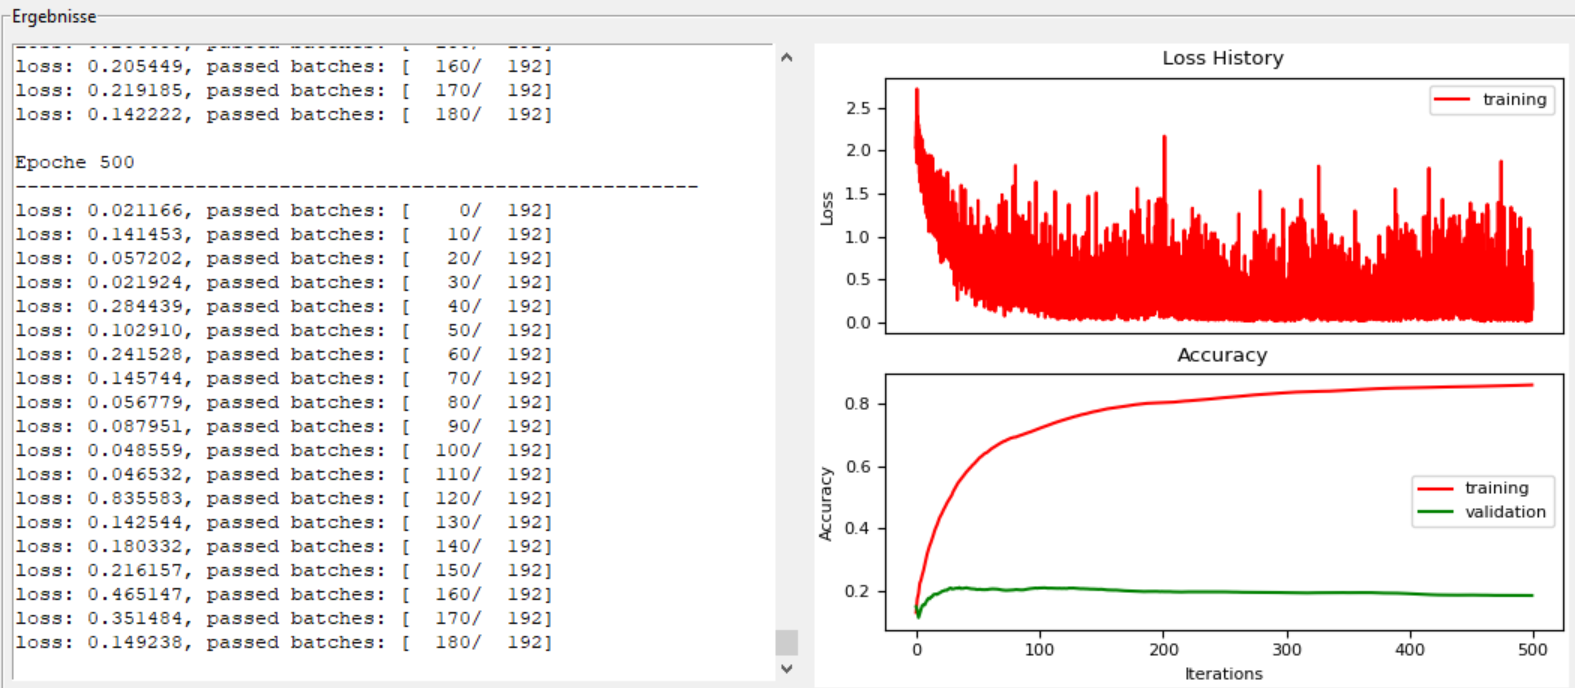 Ergebnisse
loss: 0.205449, passed batches: [  160/  192]
loss: 0.219185, passed batches: [  170/  192]
loss: 0.142222, passed batches: [  180/  192]
Epoche 500
---------------------------------------------------------
loss: 0.021166, passed batches: [    0/  192]
loss: 0.141453, passed batches: [   10/  192]
loss: 0.057202, passed batches: [   20/  192]
loss: 0.021924, passed batches: [   30/  192]
loss: 0.284439, passed batches: [   40/  192]
loss: 0.102910, passed batches: [   50/  192]
loss: 0.241528, passed batches: [   60/  192]
loss: 0.145744, passed batches: [   70/  192]
loss: 0.056779, passed batches: [   80/  192]
loss: 0.087951, passed batches: [   90/  192]
loss: 0.048559, passed batches: [  100/  192]
loss: 0.046532, passed batches: [  110/  192]
loss: 0.835583, passed batches: [  120/  192]
loss: 0.142544, passed batches: [  130/  192]
loss: 0.180332, passed batches: [  140/  192]
loss: 0.216157, passed batches: [  150/  192]
loss: 0.465147, passed batches: [  160/  192]
loss: 0.351484, passed batches: [  170/  192]
loss: 0.149238, passed batches: [  180/  192]
Loss History
training
Loss
2.5
2.0
1.5
1.0
0.5
0.0
Accuracy
training
validation
Accuracy
0.8
0.6
0.4
0.2
0 100 200 300 400 500
Iterations